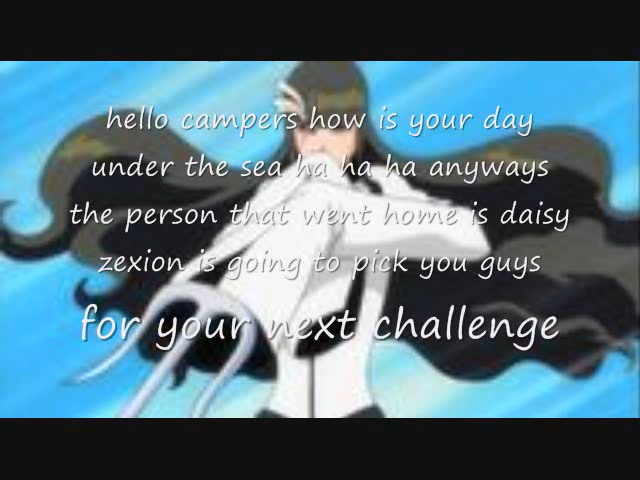 hello campers how is your day
under the sea ha ha ha anyways
the person that went home is daisy
zexion is going to pick you guys
for your next challenge